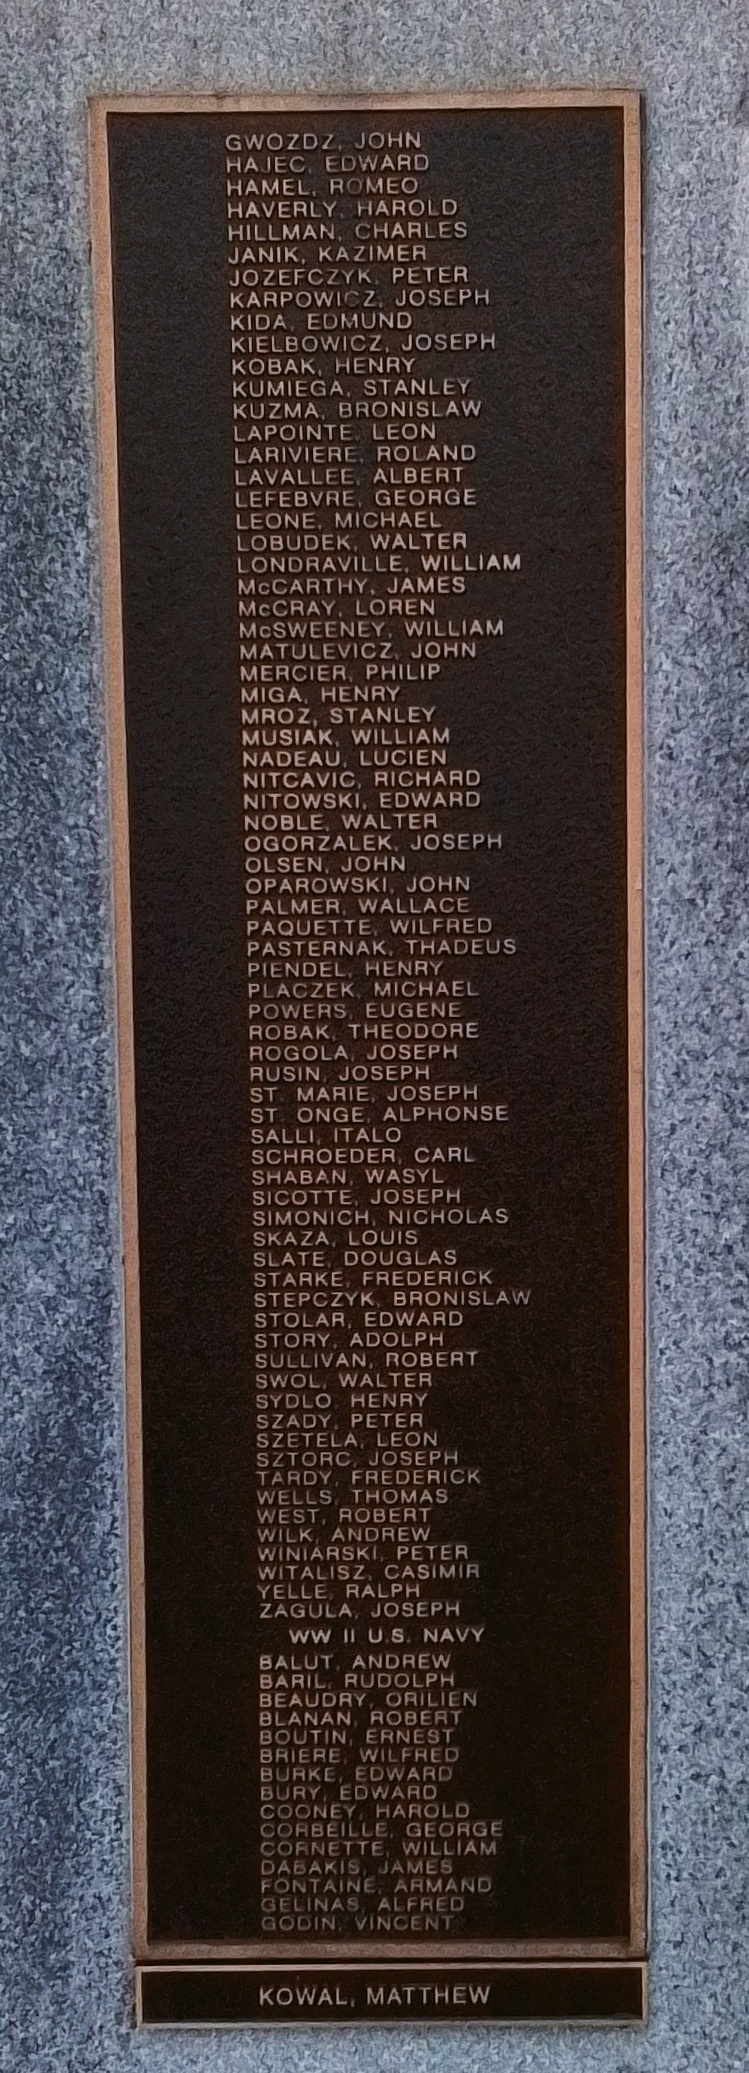 GWOZDZ, JOHN
HAJEC, EDWARD
HAMEL, ROMEO
HAVERLY, HAROLD
HILLMAN, CHARLES
JANIK, KAZIMER
JOZEFCZYK, PETER
KARPOWICZ, JOSEPH
KIDA, EDMUND
KIELBOWICZ, JOSEPH
KOBAK, HENRY
KUMIEGA, STANLEY
KUZMA, BRONISLAW
LAPOINTE, LEON
LARIVIERE, ROLAND
LAVALLEE, ALBERT
LEFEBVRE, GEORGE
LEONE, MICHAEL
LOBUDEK, WALTER
LONDRAVILLE, WILLIAM
McCARTHY, JAMES
McCRAY, LOREN
McSWEENEY, WILLIAM
MATULEVICZ, JOHN
MERCIER, PHILIP
MIGA, HENRY
MROZ, STANLEY
MUSIAK, WILLIAM
NADEAU, LUCIEN
NITCAVIC, RICHARD
NITOWSKI, EDWARD
NOBLE, WALTER
OGORZALEK, JOSEPH
OLSEN, JOHN
OPAROWSKI, JOHN
PALMER, WALLACE
PAQUETTE, WILFRED
PASTERNAK, THADEUS
PIENDEL, HENRY
PLACZEK, MICHAEL
POWERS, EUGENE
ROBAK, THEODORE
ROGOLA, JOSEPH
RUSIN, JOSEPH
ST. MARIE, JOSEPH
ST. ONGE, ALPHONSE
SALLI, ITALO
SCHROEDER, CARL
SHABAN, WASYL
SICOTTE, JOSEPH
SIMONICH, NICHOLAS
SKAZA, LOUIS
SLATE, DOUGLAS
STARKE, FREDERICK
STEPCZYK, BRONISLAW
STOLAR, EDWARD
STORY, ADOLPH
SULLIVAN, ROBERT
SWOL, WALTER
SYDLO, HENRY
SZADY, PETER
SZETELA, LEON
SZTORC, JOSEPH
TARDY, FREDERICK
WELLS, THOMAS
WEST, ROBERT
WILK, ANDREW
WINIARSKI, PETER
WITALISZ, CASIMIR
YELLE, RALPH
ZAGULA, JOSEPH
WW II U.S. NAVY
BALUT, ANDREW
BARIL, RUDOLPH
BEAUDRY, ORILIEN
BLANAN, ROBERT
BOUTIN, ERNEST
BRIERE, WILFRED
BURKE, EDWARD
BURY, EDWARD
COONEY, HAROLD
CORBEILLE, GEORGE
CORNETTE, WILLIAM
DABAKIS, JAMES
FONTAINE, ARMAND
GELINAS, ALFRED
GODIN, VINCENT
KOWAL, MATTHEW